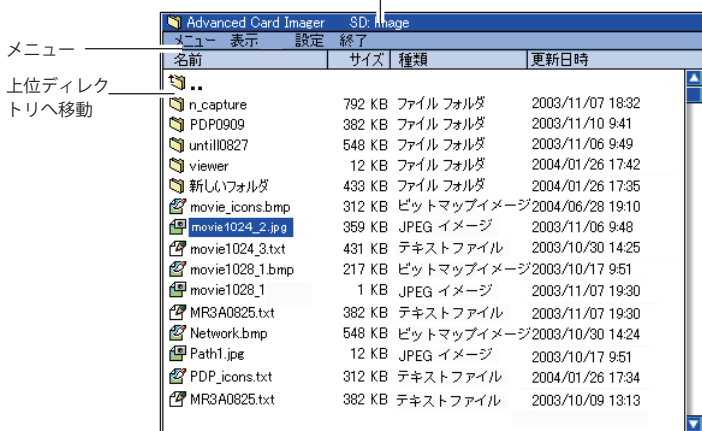 Advanced Card Imager SD: Image
メニュー 表示 設定 終了
名前 サイズ 種類 更新日時
メニュー
上位ディレク
トリへ移動
..
n_capture 792 KB ファイル フォルダ 2003/11/07 18:32
PDP0909 382 KB ファイル フォルダ 2003/11/10 9:41
untill0827 548 KB ファイル フォルダ 2003/11/06 9:49
viewer 12 KB ファイル フォルダ 2004/01/26 17:42
新しいフォルダ 433 KB ファイル フォルダ 2004/01/26 17:35
movie_icons.bmp 312 KB ビットマップイメージ 2004/06/28 19:10
movie1024_2.jpg 359 KB JPEG イメージ 2003/11/06 9:48
movie1024_3.txt 431 KB テキストファイル 2003/10/30 14:25
movie1028_1.bmp 217 KB ビットマップイメージ 2003/10/17 9:51
movie1028_1 1 KB JPEG イメージ 2003/11/07 19:30
MR3A0825.txt 382 KB テキストファイル 2003/11/07 19:30
Network.bmp 548 KB ビットマップイメージ 2003/10/30 14:24
Path1.jpg 12 KB JPEG イメージ 2003/10/17 9:51
PDP_icons.txt 312 KB テキストファイル 2004/01/26 17:34
MR3A0825.txt 382 KB テキストファイル 2003/10/09 13:13